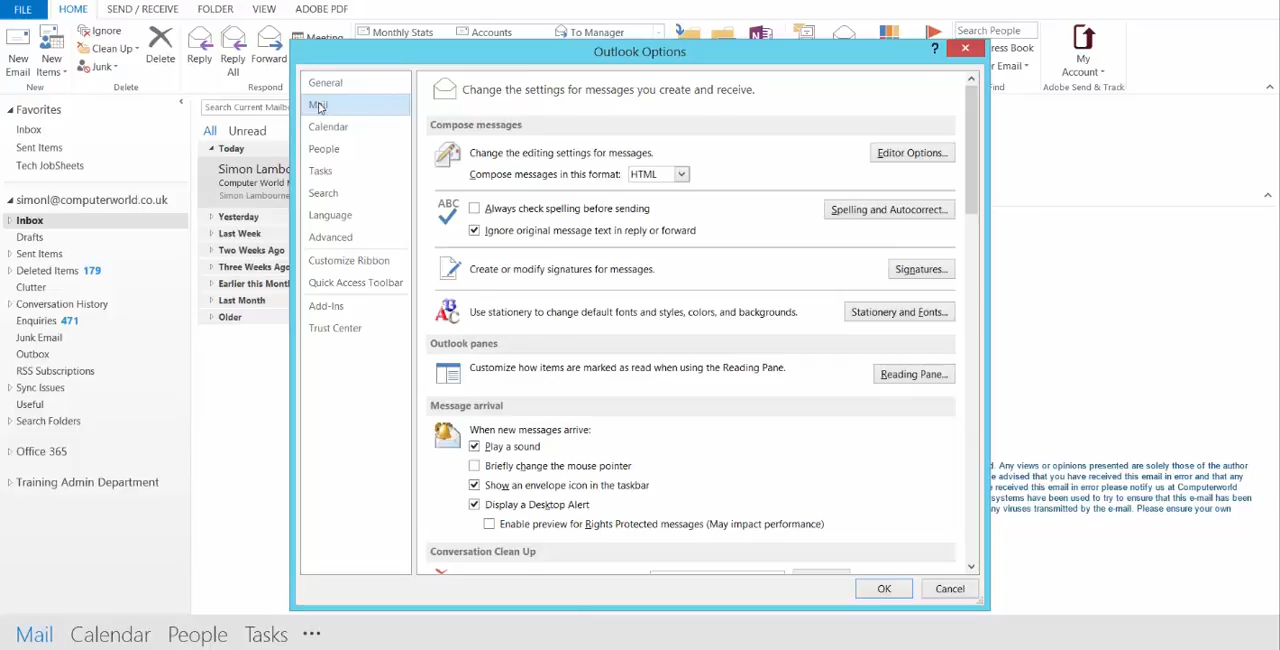 FILE HOME SEND / RECEIVE FOLDER VIEW ADOBE PDF
New Email
New Items
Ignore
Clean Up
Junk
Delete
Reply
Reply All
Forward
Meeting
Monthly Stats
Accounts
To Manager
Search People
ress Book
r Email
My Account
New
Delete
Respond
ind
Adobe Send & Track
Favorites
Inbox
Sent Items
Tech JobSheets
simonl@computerworld.co.uk
Inbox
Drafts
Sent Items
Deleted Items 179
Clutter
Conversation History
Enquiries 471
Junk Email
Outbox
RSS Subscriptions
Sync Issues
Useful
Search Folders
Office 365
Training Admin Department
Search Current Mailbo
All Unread
Today
Simon Lambo
Computer World M
Simon Lambourne
Yesterday
Last Week
Two Weeks Ago
Three Weeks Ago
Earlier this Mont
Last Month
Older
Outlook Options
?
General
Mail
Calendar
People
Tasks
Search
Language
Advanced
Customize Ribbon
Quick Access Toolbar
Add-Ins
Trust Center
Change the settings for messages you create and receive.
Compose messages
Change the editing settings for messages.
Editor Options...
Compose messages in this format: HTML
ABC
Always check spelling before sending
Spelling and Autocorrect...
Ignore original message text in reply or forward
Create or modify signatures for messages.
Signatures...
Use stationery to change default fonts and styles, colors, and backgrounds.
Stationery and Fonts...
Outlook panes
Customize how items are marked as read when using the Reading Pane.
Reading Pane...
Message arrival
When new messages arrive:
Play a sound
Briefly change the mouse pointer
Show an envelope icon in the taskbar
Display a Desktop Alert
Enable preview for Rights Protected messages (May impact performance)
Conversation Clean Up
OK Cancel
d. Any views or opinions presented are solely those of the author
e advised that you have received this email in error and that any
e received this email in error please notify us at Computerworld
systems have been used to try to ensure that this e-mail has been
ny viruses transmitted by the e-mail. Please ensure your own
Mail Calendar People Tasks ...